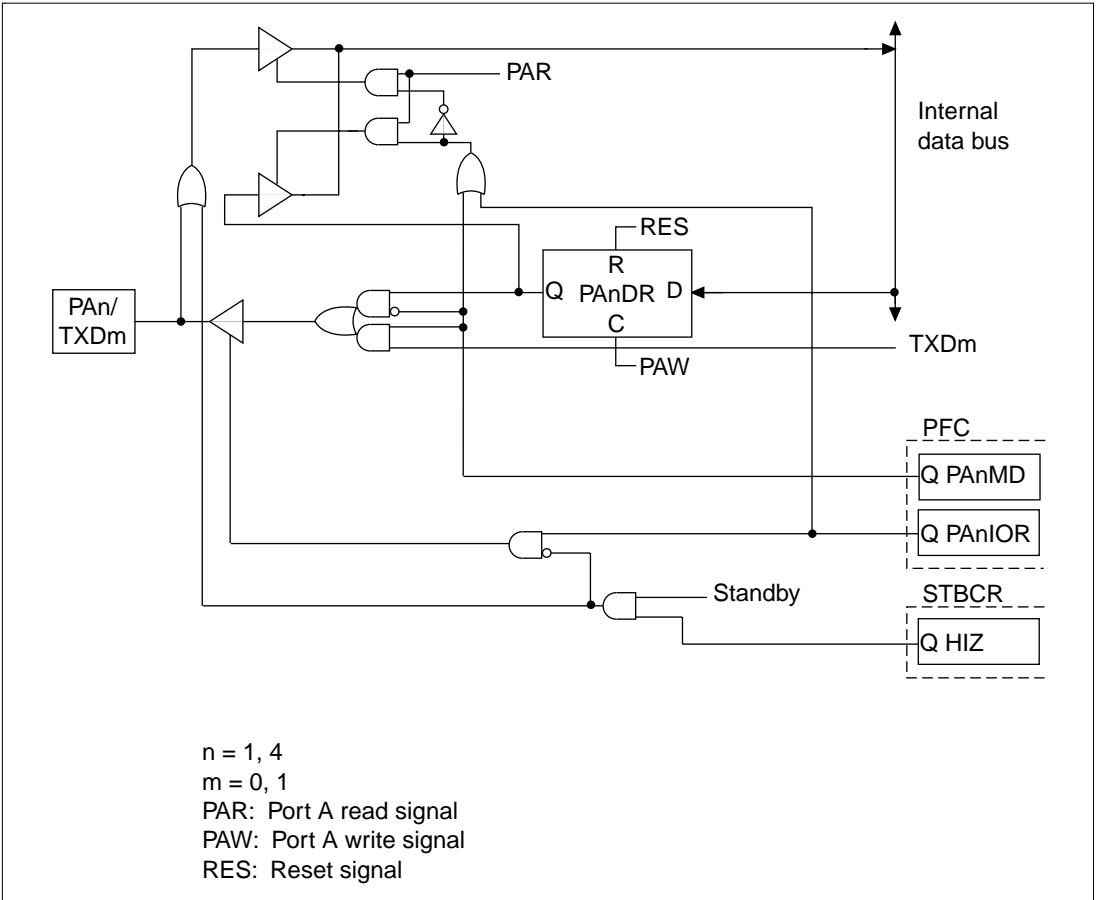 PAR
Internal
data bus
RES
R
Q PAnDR D
C
PAW
PAn/
TXDm
TXDm
PFC
Q PAnMD
Q PAnIOR
Standby
STBCR
Q HIZ
n = 1, 4
m = 0, 1
PAR: Port A read signal
PAW: Port A write signal
RES: Reset signal